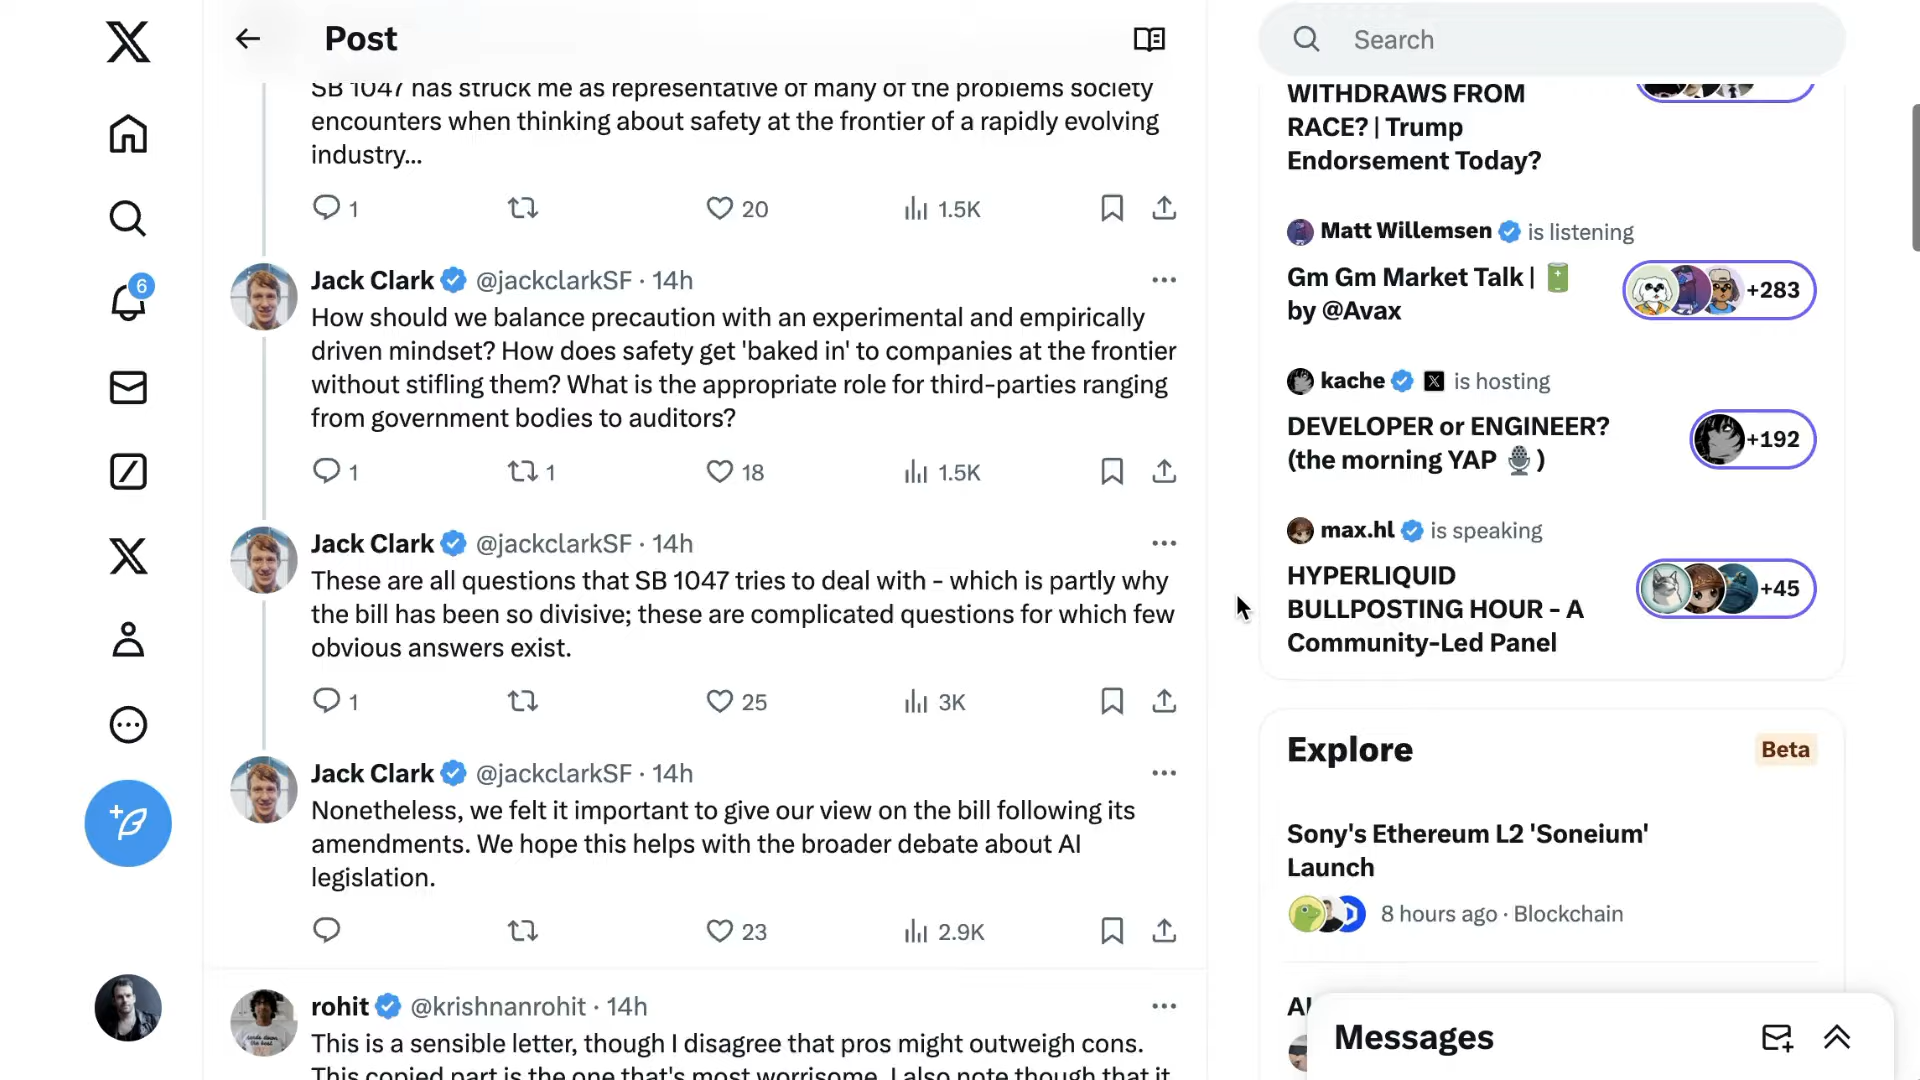 Post
SB 1047 has struck me as representative of many of the problems society
encounters when thinking about safety at the frontier of a rapidly evolving
industry...
1
20
1.5K
Jack Clark @jackclarkSF · 14h
How should we balance precaution with an experimental and empirically
driven mindset? How does safety get 'baked in' to companies at the frontier
without stifling them? What is the appropriate role for third-parties ranging
from government bodies to auditors?
1
1
18
1.5K
Jack Clark @jackclarkSF · 14h
These are all questions that SB 1047 tries to deal with - which is partly why
the bill has been so divisive; these are complicated questions for which few
obvious answers exist.
1
25
3K
Jack Clark @jackclarkSF · 14h
Nonetheless, we felt it important to give our view on the bill following its
amendments. We hope this helps with the broader debate about AI
legislation.
23
2.9K
rohit @krishnanrohit · 14h
This is a sensible letter, though I disagree that pros might outweigh cons.
This copied part is the one that's most worrisome. I also note though that it
6
Search
WITHDRAWS FROM
RACE? | Trump
Endorsement Today?
Matt Willemsen is listening
Gm Gm Market Talk |
by @Avax
+283
kache is hosting
DEVELOPER or ENGINEER?
(the morning YAP )
+192
max.hl is speaking
HYPERLIQUID
BULLPOSTING HOUR - A
Community-Led Panel
+45
Explore
Beta
Sony's Ethereum L2 'Soneium'
Launch
8 hours ago · Blockchain
Messages